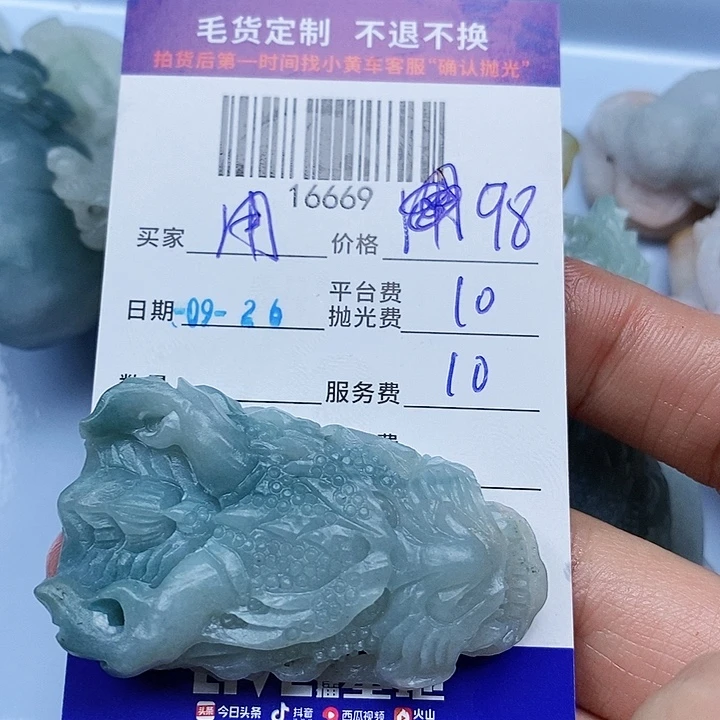 毛货定制 不退不换
拍货后第一时间找小黄车客服“确认抛光”
16669
买家 用 价格 98
日期 -09-26 平台费 抛光费 10
服务费 10
费
今日头条 抖音 西瓜视频 火山